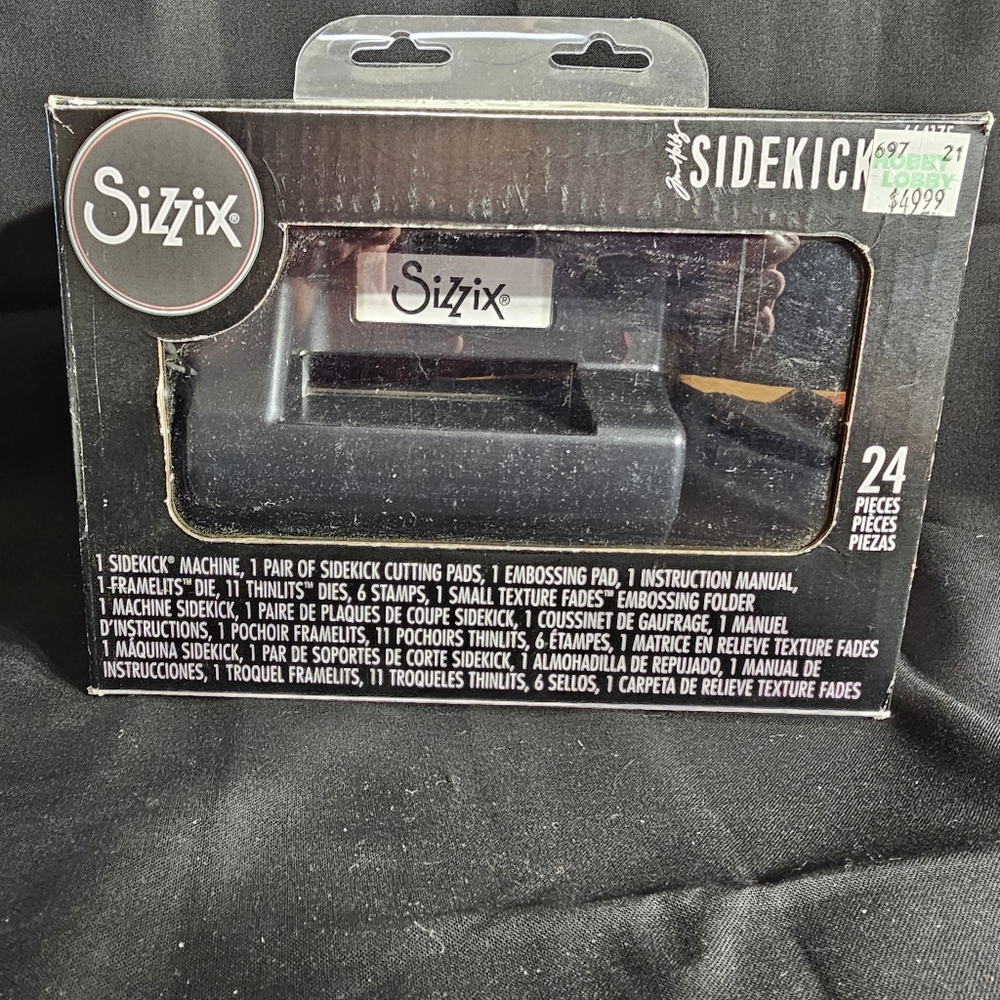 Sizzix®
Tim Holtz
SIDEKICK
697 21
HOBBY
LOBBY
$4999
Sizzix®
24
PIECES
PIÈCES
PIEZAS
1 SIDEKICK® MACHINE, 1 PAIR OF SIDEKICK CUTTING PADS, 1 EMBOSSING PAD, 1 INSTRUCTION MANUAL,
1 FRAMELITS™ DIE, 11 THINLITS™ DIES, 6 STAMPS, 1 SMALL TEXTURE FADES™ EMBOSSING FOLDER
1 MACHINE SIDEKICK, 1 PAIRE DE PLAQUES DE COUPE SIDEKICK, 1 COUSSINET DE GAUFRAGE, 1 MANUEL
D'INSTRUCTIONS, 1 POCHOIR FRAMELITS, 11 POCHOIRS THINLITS, 6 ÉTAMPES, 1 MATRICE EN RELIEVE TEXTURE FADES
1 MÁQUINA SIDEKICK, 1 PAR DE SOPORTES DE CORTE SIDEKICK, 1 ALMOHADILLA DE REPUJADO, 1 MANUAL DE
INSTRUCCIONES, 1 TROQUEL FRAMELITS, 11 TROQUELES THINLITS, 6 SELLOS, 1 CARPETA DE RELIEVE TEXTURE FADES